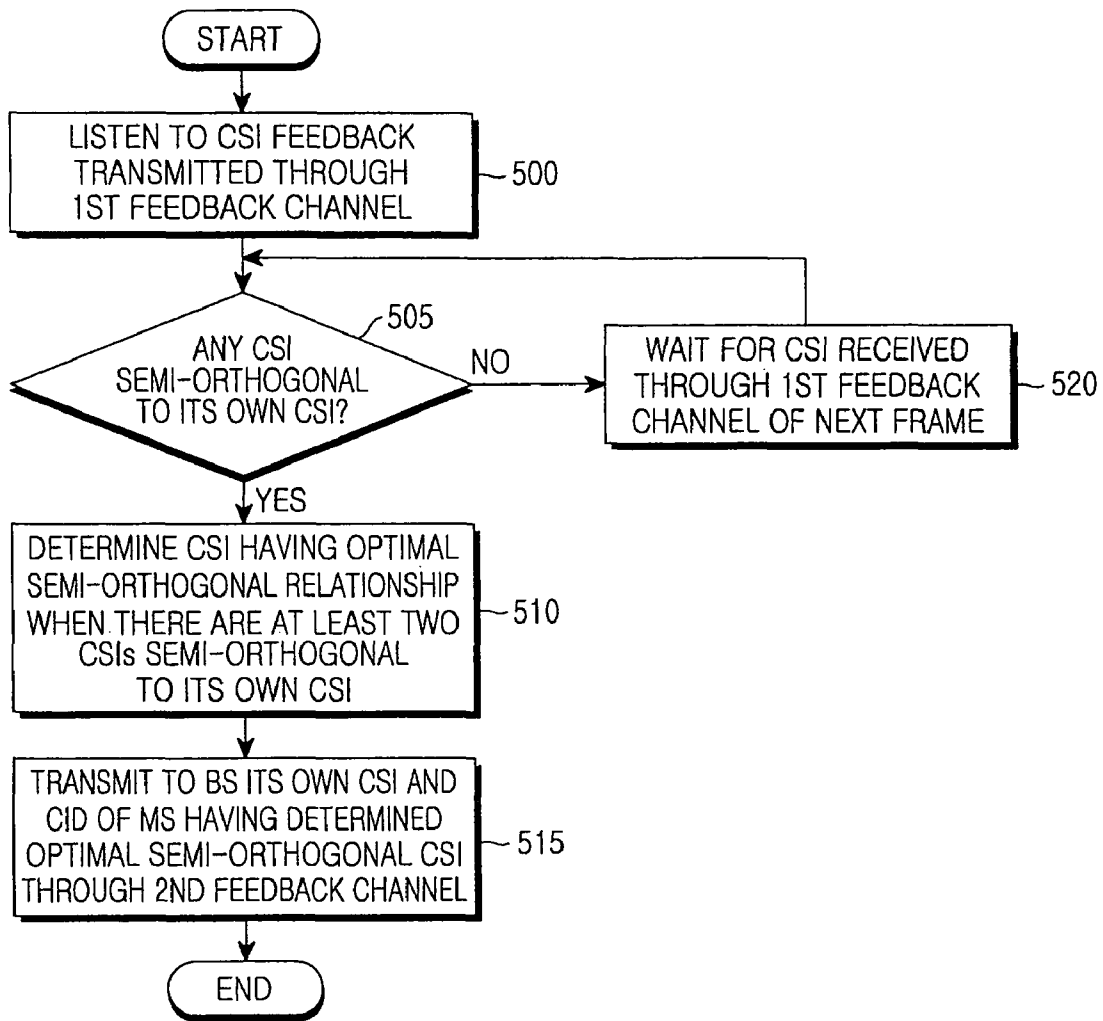 START
LISTEN TO CSI FEEDBACK
TRANSMITTED THROUGH
1ST FEEDBACK CHANNEL
500
505
ANY CSI
SEMI-ORTHOGONAL
TO ITS OWN CSI?
NO
WAIT FOR CSI RECEIVED
THROUGH 1ST FEEDBACK
CHANNEL OF NEXT FRAME
520
YES
DETERMINE CSI HAVING OPTIMAL
SEMI-ORTHOGONAL RELATIONSHIP
WHEN THERE ARE AT LEAST TWO
CSIs SEMI-ORTHOGONAL
TO ITS OWN CSI
510
TRANSMIT TO BS ITS OWN CSI AND
CID OF MS HAVING DETERMINED
OPTIMAL SEMI-ORTHOGONAL CSI
THROUGH 2ND FEEDBACK CHANNEL
515
END